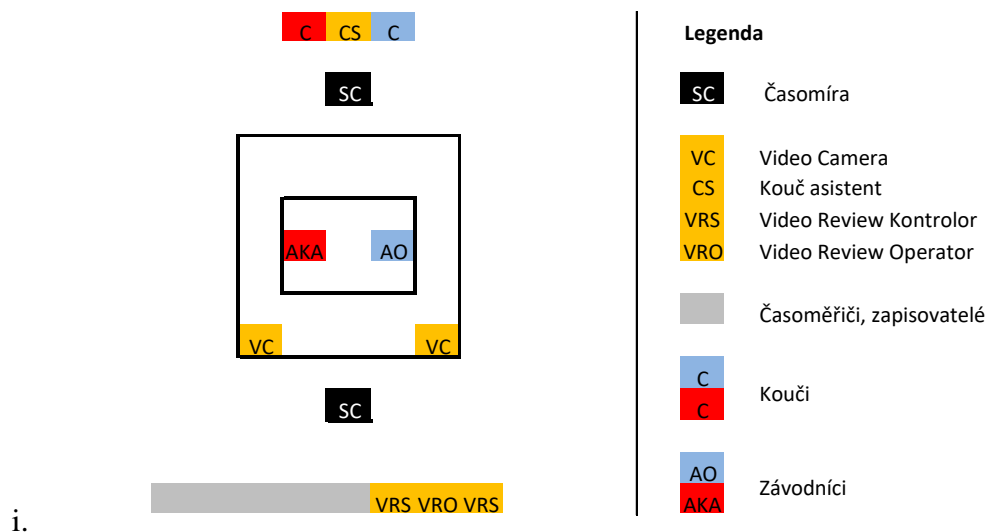 C CS C
SC
AKA AO
VC VC
SC
VRS VRO VRS
i.
Legenda
SC Časomíra
VC Video Camera
CS Kouč asistent
VRS Video Review Kontrolor
VRO Video Review Operator
Časoměřiči, zapisovatelé
C
Kouči
C
AO
Závodníci
AKA